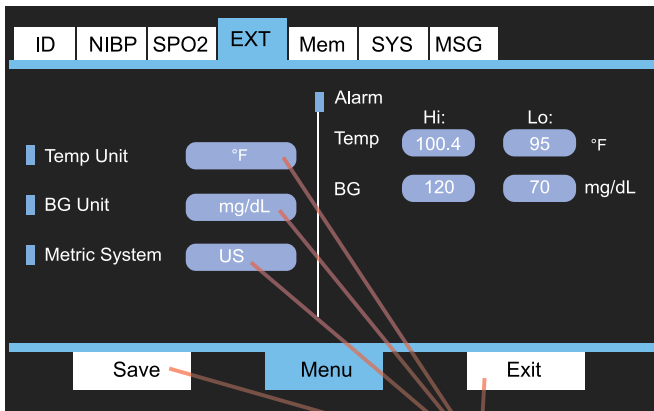 ID NIBP SPO2 EXT Mem SYS MSG
Alarm
Hi: Lo:
Temp 100.4 95 °F
Temp Unit °F
BG 120 70 mg/dL
BG Unit mg/dL
Metric System US
Save Menu Exit